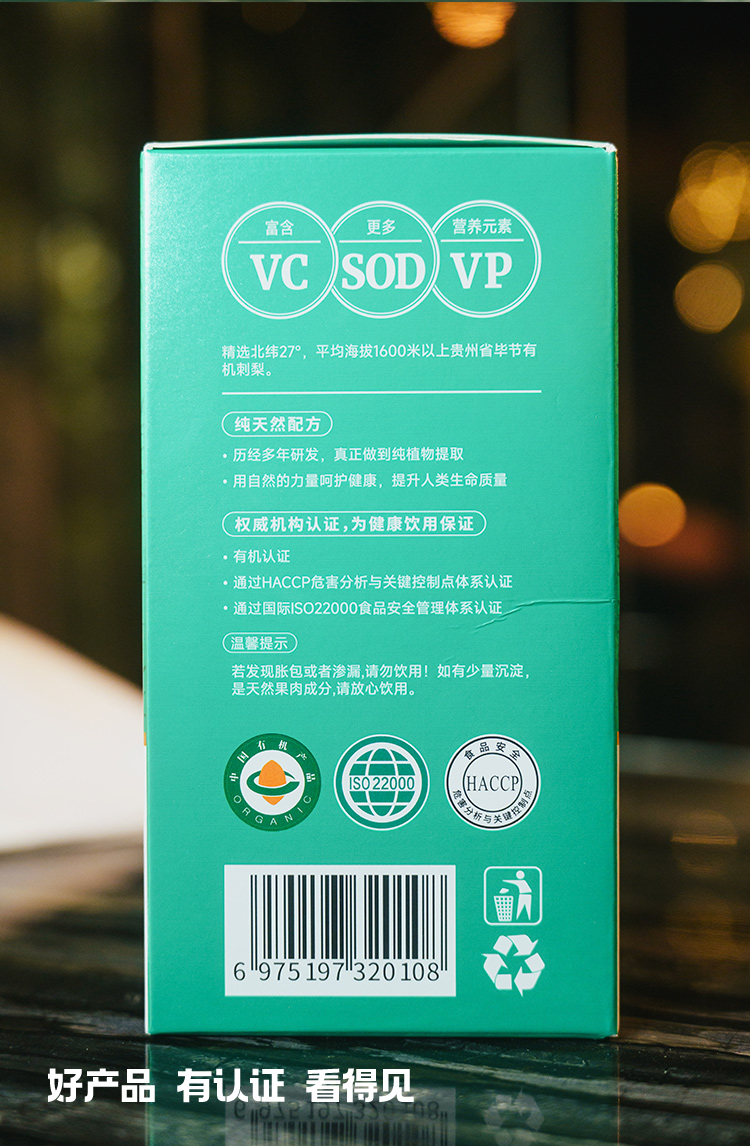 富含 更多 营养元素
VC SOD VP
精选北纬27°，平均海拔1600米以上贵州省毕节有
机刺梨。
纯天然配方
· 历经多年研发，真正做到纯植物提取
· 用自然的力量呵护健康，提升人类生命质量
权威机构认证，为健康饮用保证
· 有机认证
· 通过HACCP危害分析与关键控制点体系认证
· 通过国际ISO22000食品安全管理体系认证
温馨提示
若发现胀包或者渗漏,请勿饮用！如有少量沉淀，
是天然果肉成分,请放心饮用。
中国有机产品
ORGANIC
ISO 22000
食品安全
HACCP
危害分析与关键控制点
6 975197 320108
好产品 有认证 看得见